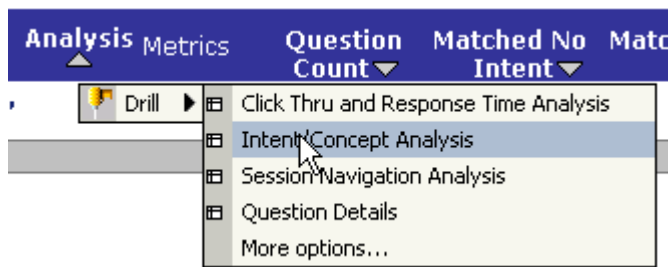 Analysis Metrics Question Matched No Matc
Count Intent
Drill Click Thru and Response Time Analysis
Intent/Concept Analysis
Session Navigation Analysis
Question Details
More options...